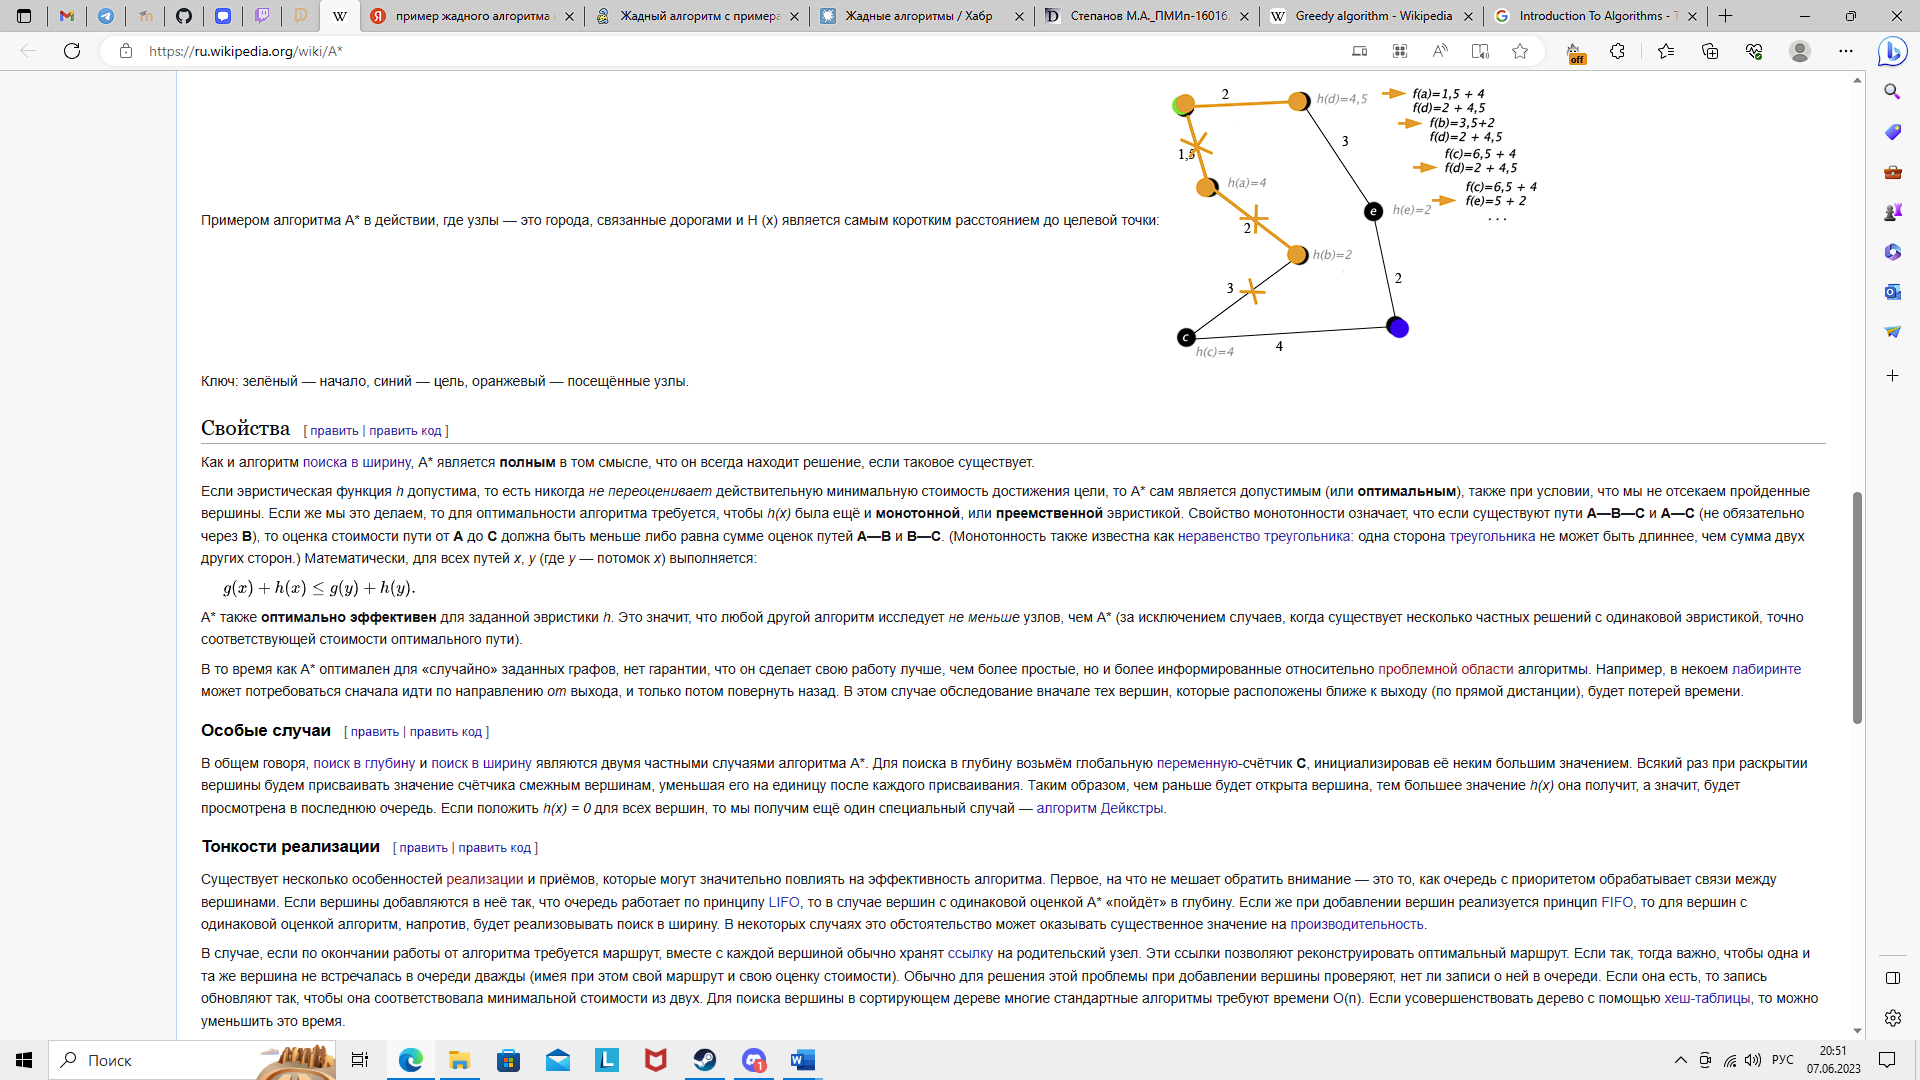 пример жадного алгоритма
Жадный алгоритм с примера
Жадные алгоритмы / Хабр
Степанов М.А._ПМИп-16016
Greedy algorithm - Wikipedia
Introduction To Algorithms - T
https://ru.wikipedia.org/wiki/A*
off
2
h(d)=4,5
f(a)=1,5 + 4
f(d)=2 + 4,5
f(b)=3,5+2
f(d)=2 + 4,5
f(c)=6,5 + 4
f(d)=2 + 4,5
f(c)=6,5 + 4
f(e)=5 + 2
. . .
3
1,5
h(a)=4
e
h(e)=2
Примером алгоритма A* в действии, где узлы — это города, связанные дорогами и H (x) является самым коротким расстоянием до целевой точки:
2
h(b)=2
3
2
c
h(c)=4
4
Ключ: зелёный — начало, синий — цель, оранжевый — посещённые узлы.
Свойства [ править | править код ]
Как и алгоритм поиска в ширину, A* является полным в том смысле, что он всегда находит решение, если таковое существует.
Если эвристическая функция h допустима, то есть никогда не переоценивает действительную минимальную стоимость достижения цели, то A* сам является допустимым (или оптимальным), также при условии, что мы не отсекаем пройденные
вершины. Если же мы это делаем, то для оптимальности алгоритма требуется, чтобы h(x) была ещё и монотонной, или преемственной эвристикой. Свойство монотонности означает, что если существуют пути A—B—C и A—C (не обязательно
через B), то оценка стоимости пути от A до C должна быть меньше либо равна сумме оценок путей A—B и B—C. (Монотонность также известна как неравенство треугольника: одна сторона треугольника не может быть длиннее, чем сумма двух
других сторон.) Математически, для всех путей x, y (где y — потомок x) выполняется:
g(x) + h(x) ≤ g(y) + h(y).
A* также оптимально эффективен для заданной эвристики h. Это значит, что любой другой алгоритм исследует не меньше узлов, чем A* (за исключением случаев, когда существует несколько частных решений с одинаковой эвристикой, точно
соответствующей стоимости оптимального пути).
В то время как A* оптимален для «случайно» заданных графов, нет гарантии, что он сделает свою работу лучше, чем более простые, но и более информированные относительно проблемной области алгоритмы. Например, в некоем лабиринте
может потребоваться сначала идти по направлению от выхода, и только потом повернуть назад. В этом случае обследование вначале тех вершин, которые расположены ближе к выходу (по прямой дистанции), будет потерей времени.
Особые случаи [ править | править код ]
В общем говоря, поиск в глубину и поиск в ширину являются двумя частными случаями алгоритма A*. Для поиска в глубину возьмём глобальную переменную-счётчик C, инициализировав её неким большим значением. Всякий раз при раскрытии
вершины будем присваивать значение счётчика смежным вершинам, уменьшая его на единицу после каждого присваивания. Таким образом, чем раньше будет открыта вершина, тем большее значение h(x) она получит, а значит, будет
просмотрена в последнюю очередь. Если положить h(x) = 0 для всех вершин, то мы получим ещё один специальный случай — алгоритм Дейкстры.
Тонкости реализации [ править | править код ]
Существует несколько особенностей реализации и приёмов, которые могут значительно повлиять на эффективность алгоритма. Первое, на что не мешает обратить внимание — это то, как очередь с приоритетом обрабатывает связи между
вершинами. Если вершины добавляются в неё так, что очередь работает по принципу LIFO, то в случае вершин с одинаковой оценкой A* «пойдёт» в глубину. Если же при добавлении вершин реализуется принцип FIFO, то для вершин с
одинаковой оценкой алгоритм, напротив, будет реализовывать поиск в ширину. В некоторых случаях это обстоятельство может оказывать существенное значение на производительность.
В случае, если по окончании работы от алгоритма требуется маршрут, вместе с каждой вершиной обычно хранят ссылку на родительский узел. Эти ссылки позволяют реконструировать оптимальный маршрут. Если так, тогда важно, чтобы одна и
та же вершина не встречалась в очереди дважды (имея при этом свой маршрут и свою оценку стоимости). Обычно для решения этой проблемы при добавлении вершины проверяют, нет ли записи о ней в очереди. Если она есть, то запись
обновляют так, чтобы она соответствовала минимальной стоимости из двух. Для поиска вершины в сортирующем дереве многие стандартные алгоритмы требуют времени O(n). Если усовершенствовать дерево с помощью хеш-таблицы, то можно
уменьшить это время.
Поиск
РУС
20:51
07.06.2023